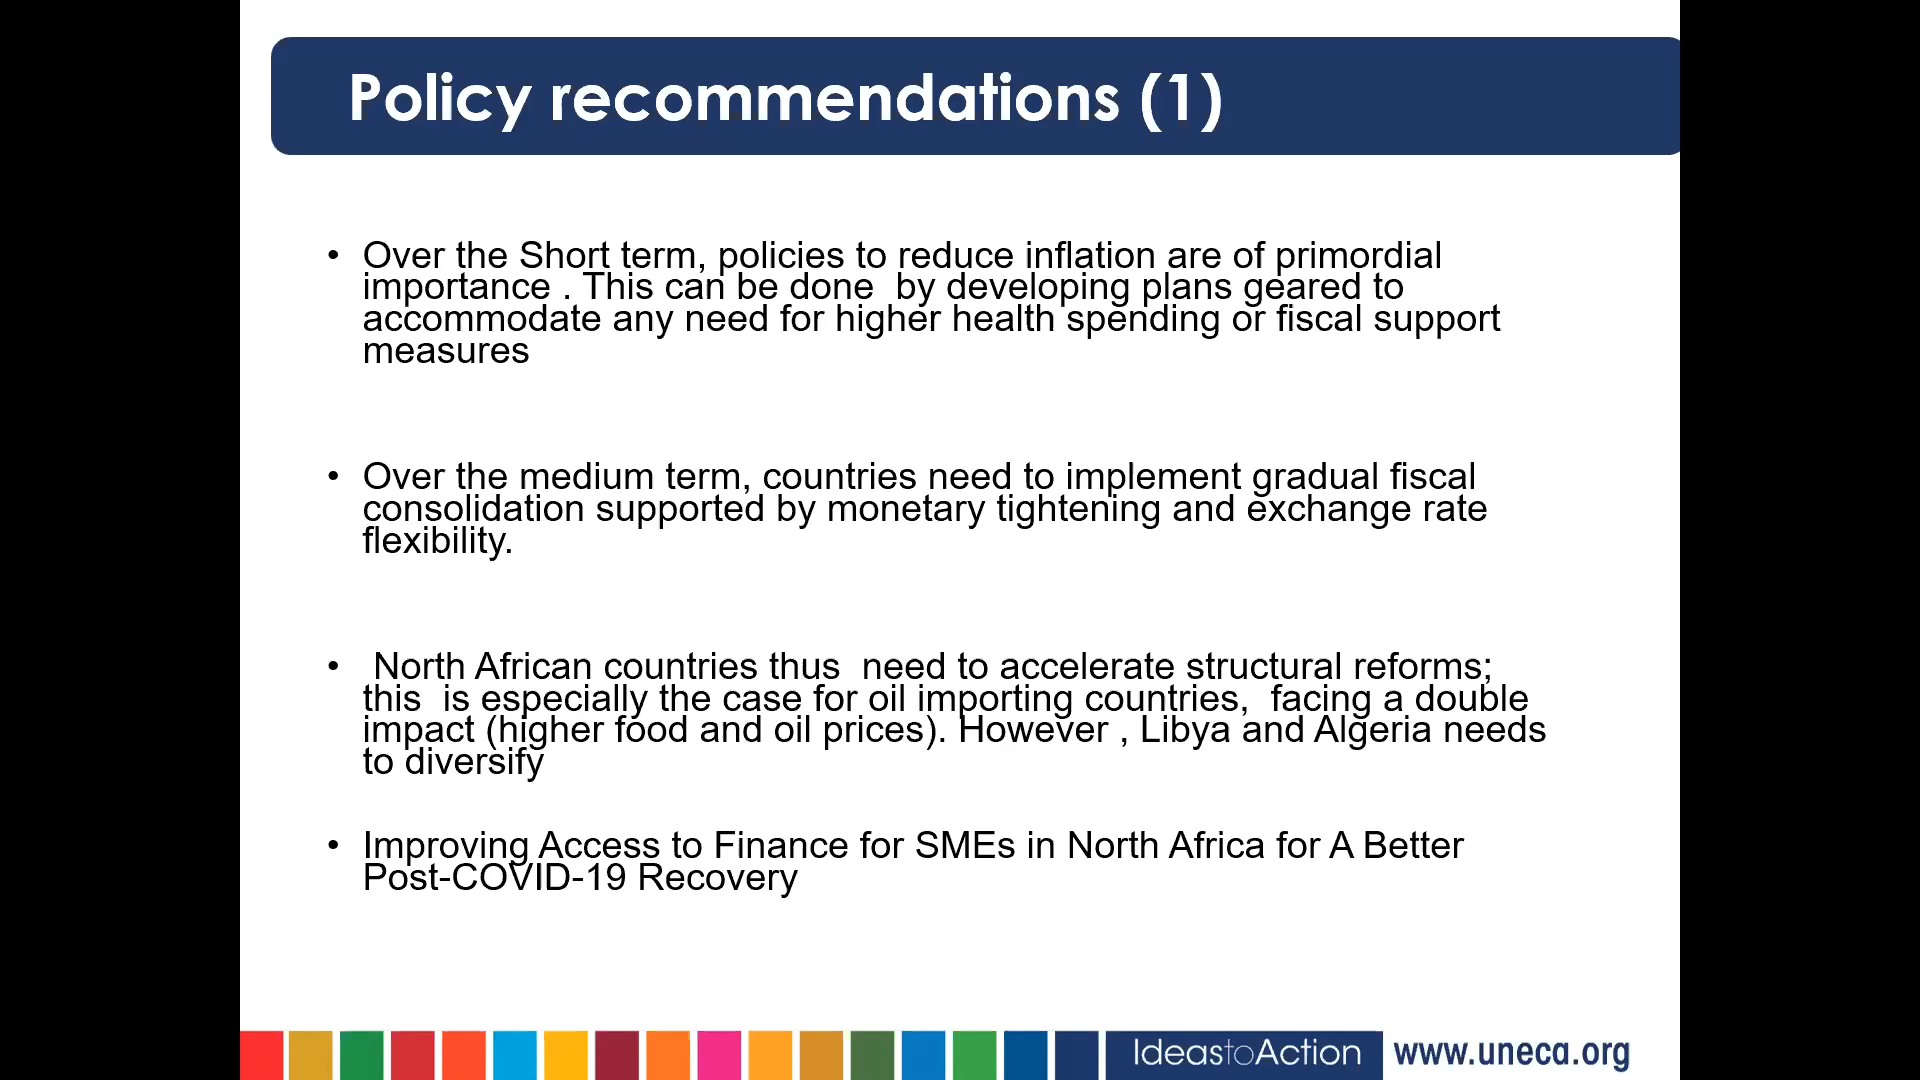 Policy recommendations (1)
• Over the Short term, policies to reduce inflation are of primordial
importance . This can be done  by developing plans geared to
accommodate any need for higher health spending or fiscal support
measures
• Over the medium term, countries need to implement gradual fiscal
consolidation supported by monetary tightening and exchange rate
flexibility.
•  North African countries thus  need to accelerate structural reforms;
this  is especially the case for oil importing countries,  facing a double
impact (higher food and oil prices). However , Libya and Algeria needs
to diversify
• Improving Access to Finance for SMEs in North Africa for A Better
Post-COVID-19 Recovery
IdeastoAction www.uneca.org